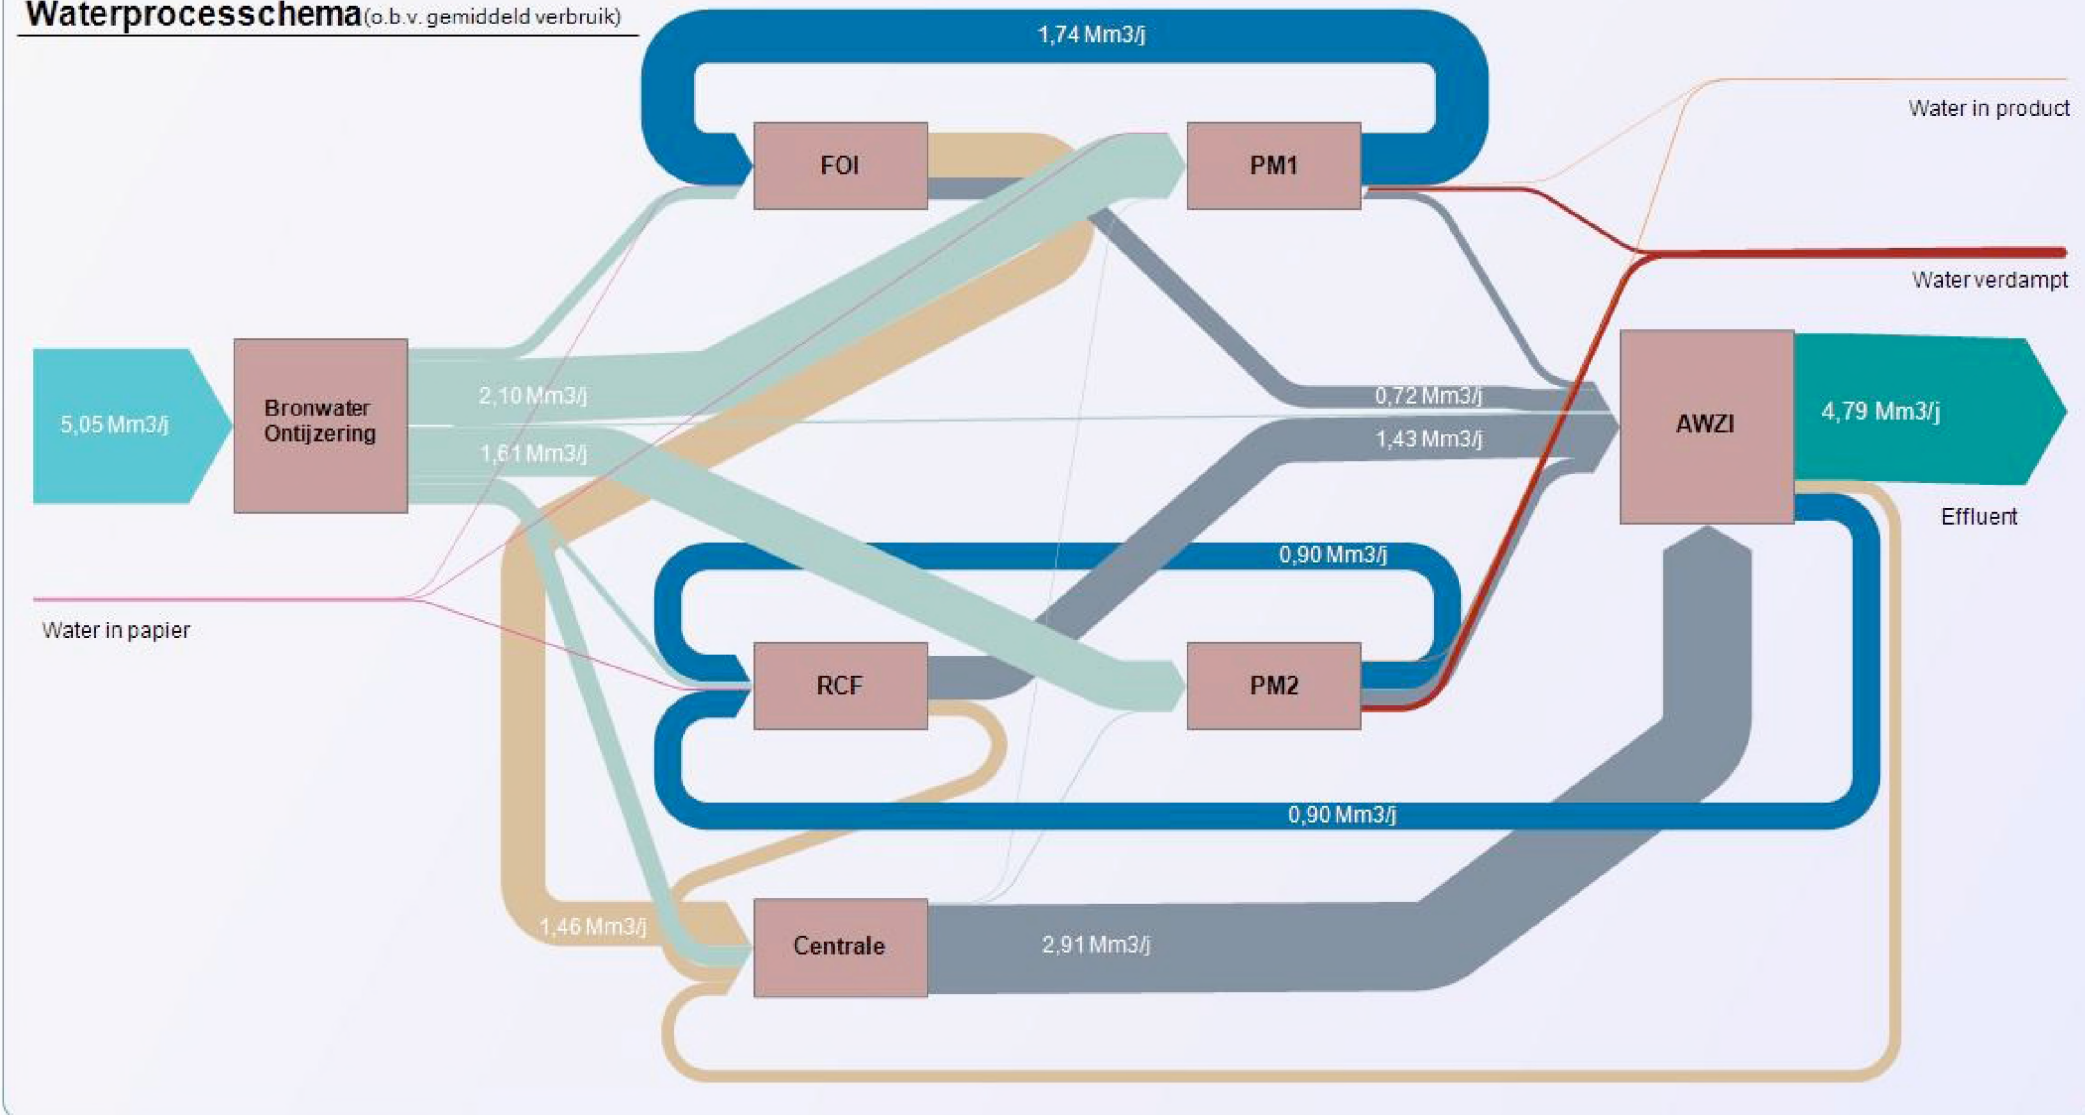 Waterprocesschema (o.b.v. gemiddeld verbruik)
1,74 Mm3/j
Water in product
FOI
PM1
Water verdampt
5,05 Mm3/j
Bronwater
Ontijzering
2,10 Mm3/j
1,61 Mm3/j
0,72 Mm3/j
1,43 Mm3/j
AWZI
4,79 Mm3/j
Effluent
0,90 Mm3/j
Water in papier
RCF
PM2
0,90 Mm3/j
1,46 Mm3/j
Centrale
2,91 Mm3/j